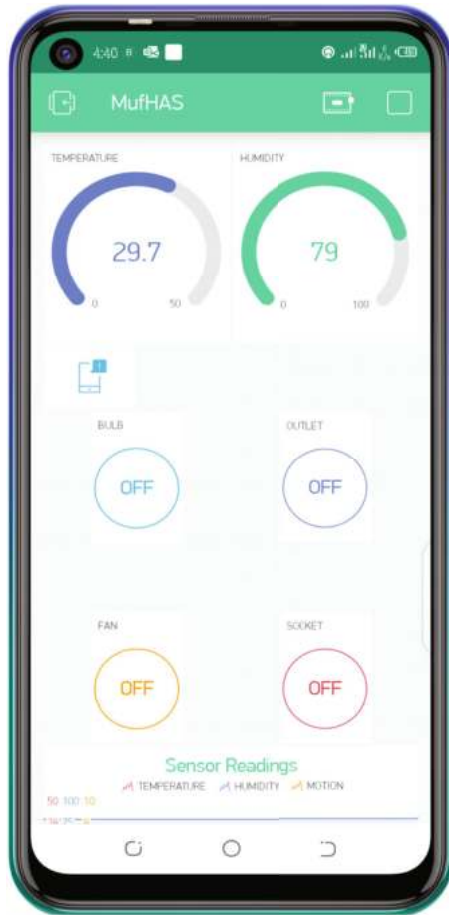 4:40
MufHAS
TEMPERATURE
29.7
0 50
HUMIDITY
79
0 100
BULB
OFF
OUTLET
OFF
FAN
OFF
SOCKET
OFF
Sensor Readings
TEMPERATURE HUMIDITY MOTION
50 100 10